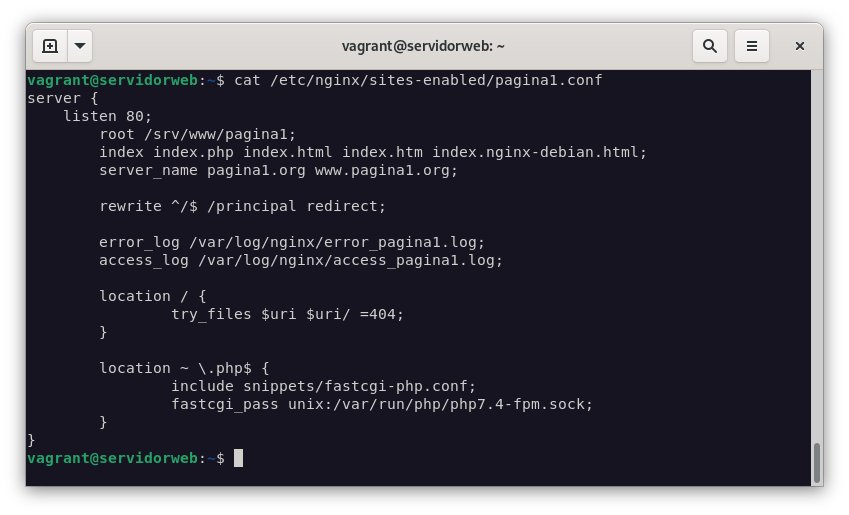 vagrant@servidorweb: ~
vagrant@servidorweb:~$ cat /etc/nginx/sites-enabled/pagina1.conf
server {
    listen 80;
        root /srv/www/pagina1;
        index index.php index.html index.htm index.nginx-debian.html;
        server_name pagina1.org www.pagina1.org;

        rewrite ^/$ /principal redirect;

        error_log /var/log/nginx/error_pagina1.log;
        access_log /var/log/nginx/access_pagina1.log;

        location / {
                try_files $uri $uri/ =404;
        }

        location ~ \.php$ {
                include snippets/fastcgi-php.conf;
                fastcgi_pass unix:/var/run/php/php7.4-fpm.sock;
        }
}
vagrant@servidorweb:~$